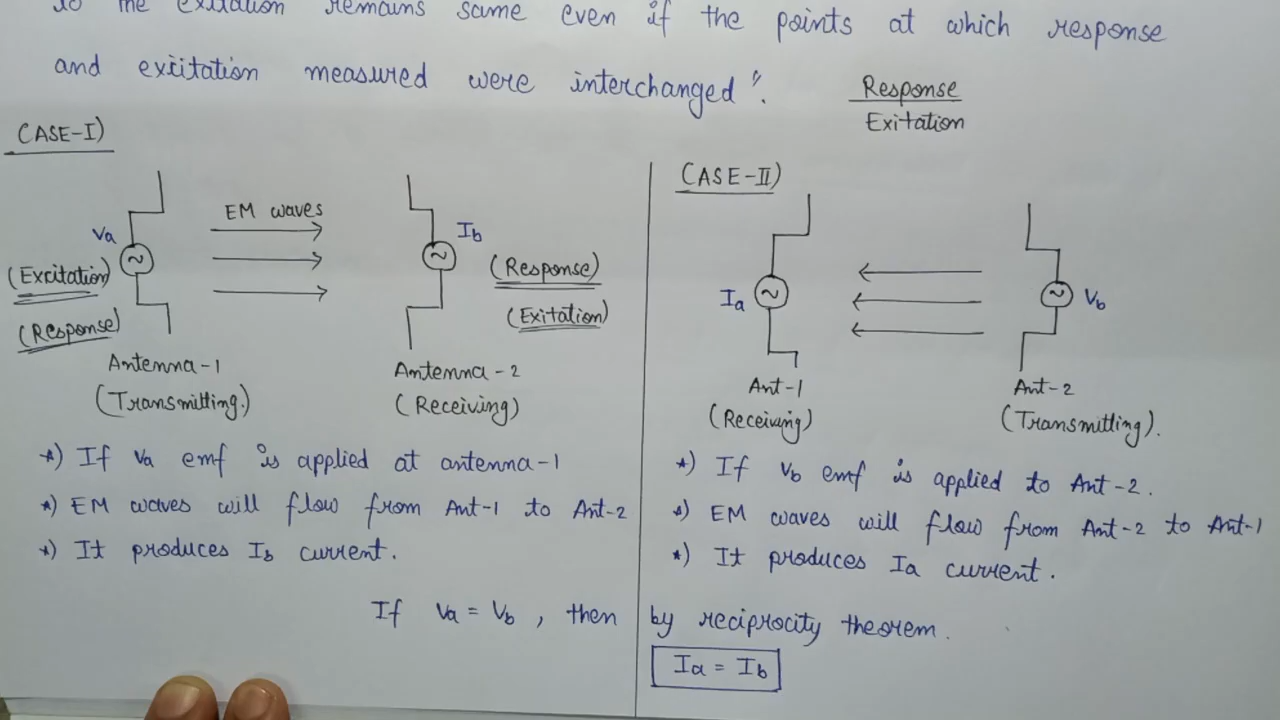 to the exitation remains same even if the points at which response
and exitation measured were interchanged".
Response
Exitation
CASE-I)
EM waves
Va
Ib
(Excitation)
(Response)
(Response)
(Exitation)
Antenna-1
(Transmitting)
Antenna-2
(Receiving)
*) If Va emf is applied at antenna-1
*) EM waves will flow from Ant-1 to Ant-2
*) It produces Ib current.
CASE-II)
Ia
Vb
Ant-1
(Receiving)
Ant-2
(Transmitting).
*) If Vb emf is applied to Ant-2.
*) EM waves will flow from Ant-2 to Ant-1
*) It produces Ia current.
If Va = Vb, then by reciprocity theorem.
Ia = Ib